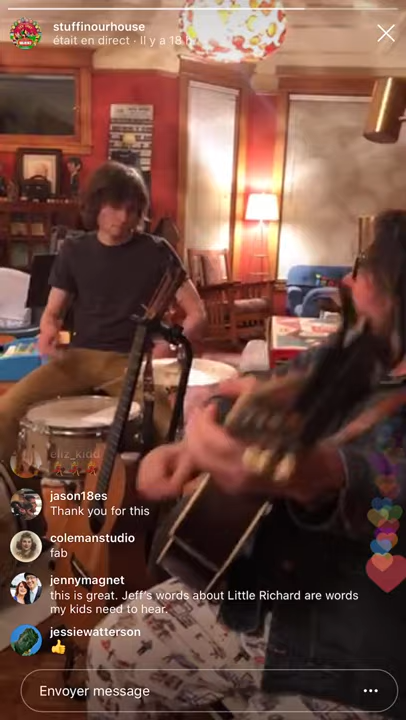 stuffinourhouse
était en direct · Il y a 18 h
eliz_kidd
jason18es
Thank you for this
colemanstudio
fab
jennymagnet
this is great. Jeff's words about Little Richard are words
my kids need to hear.
jessiewatterson
Envoyer message